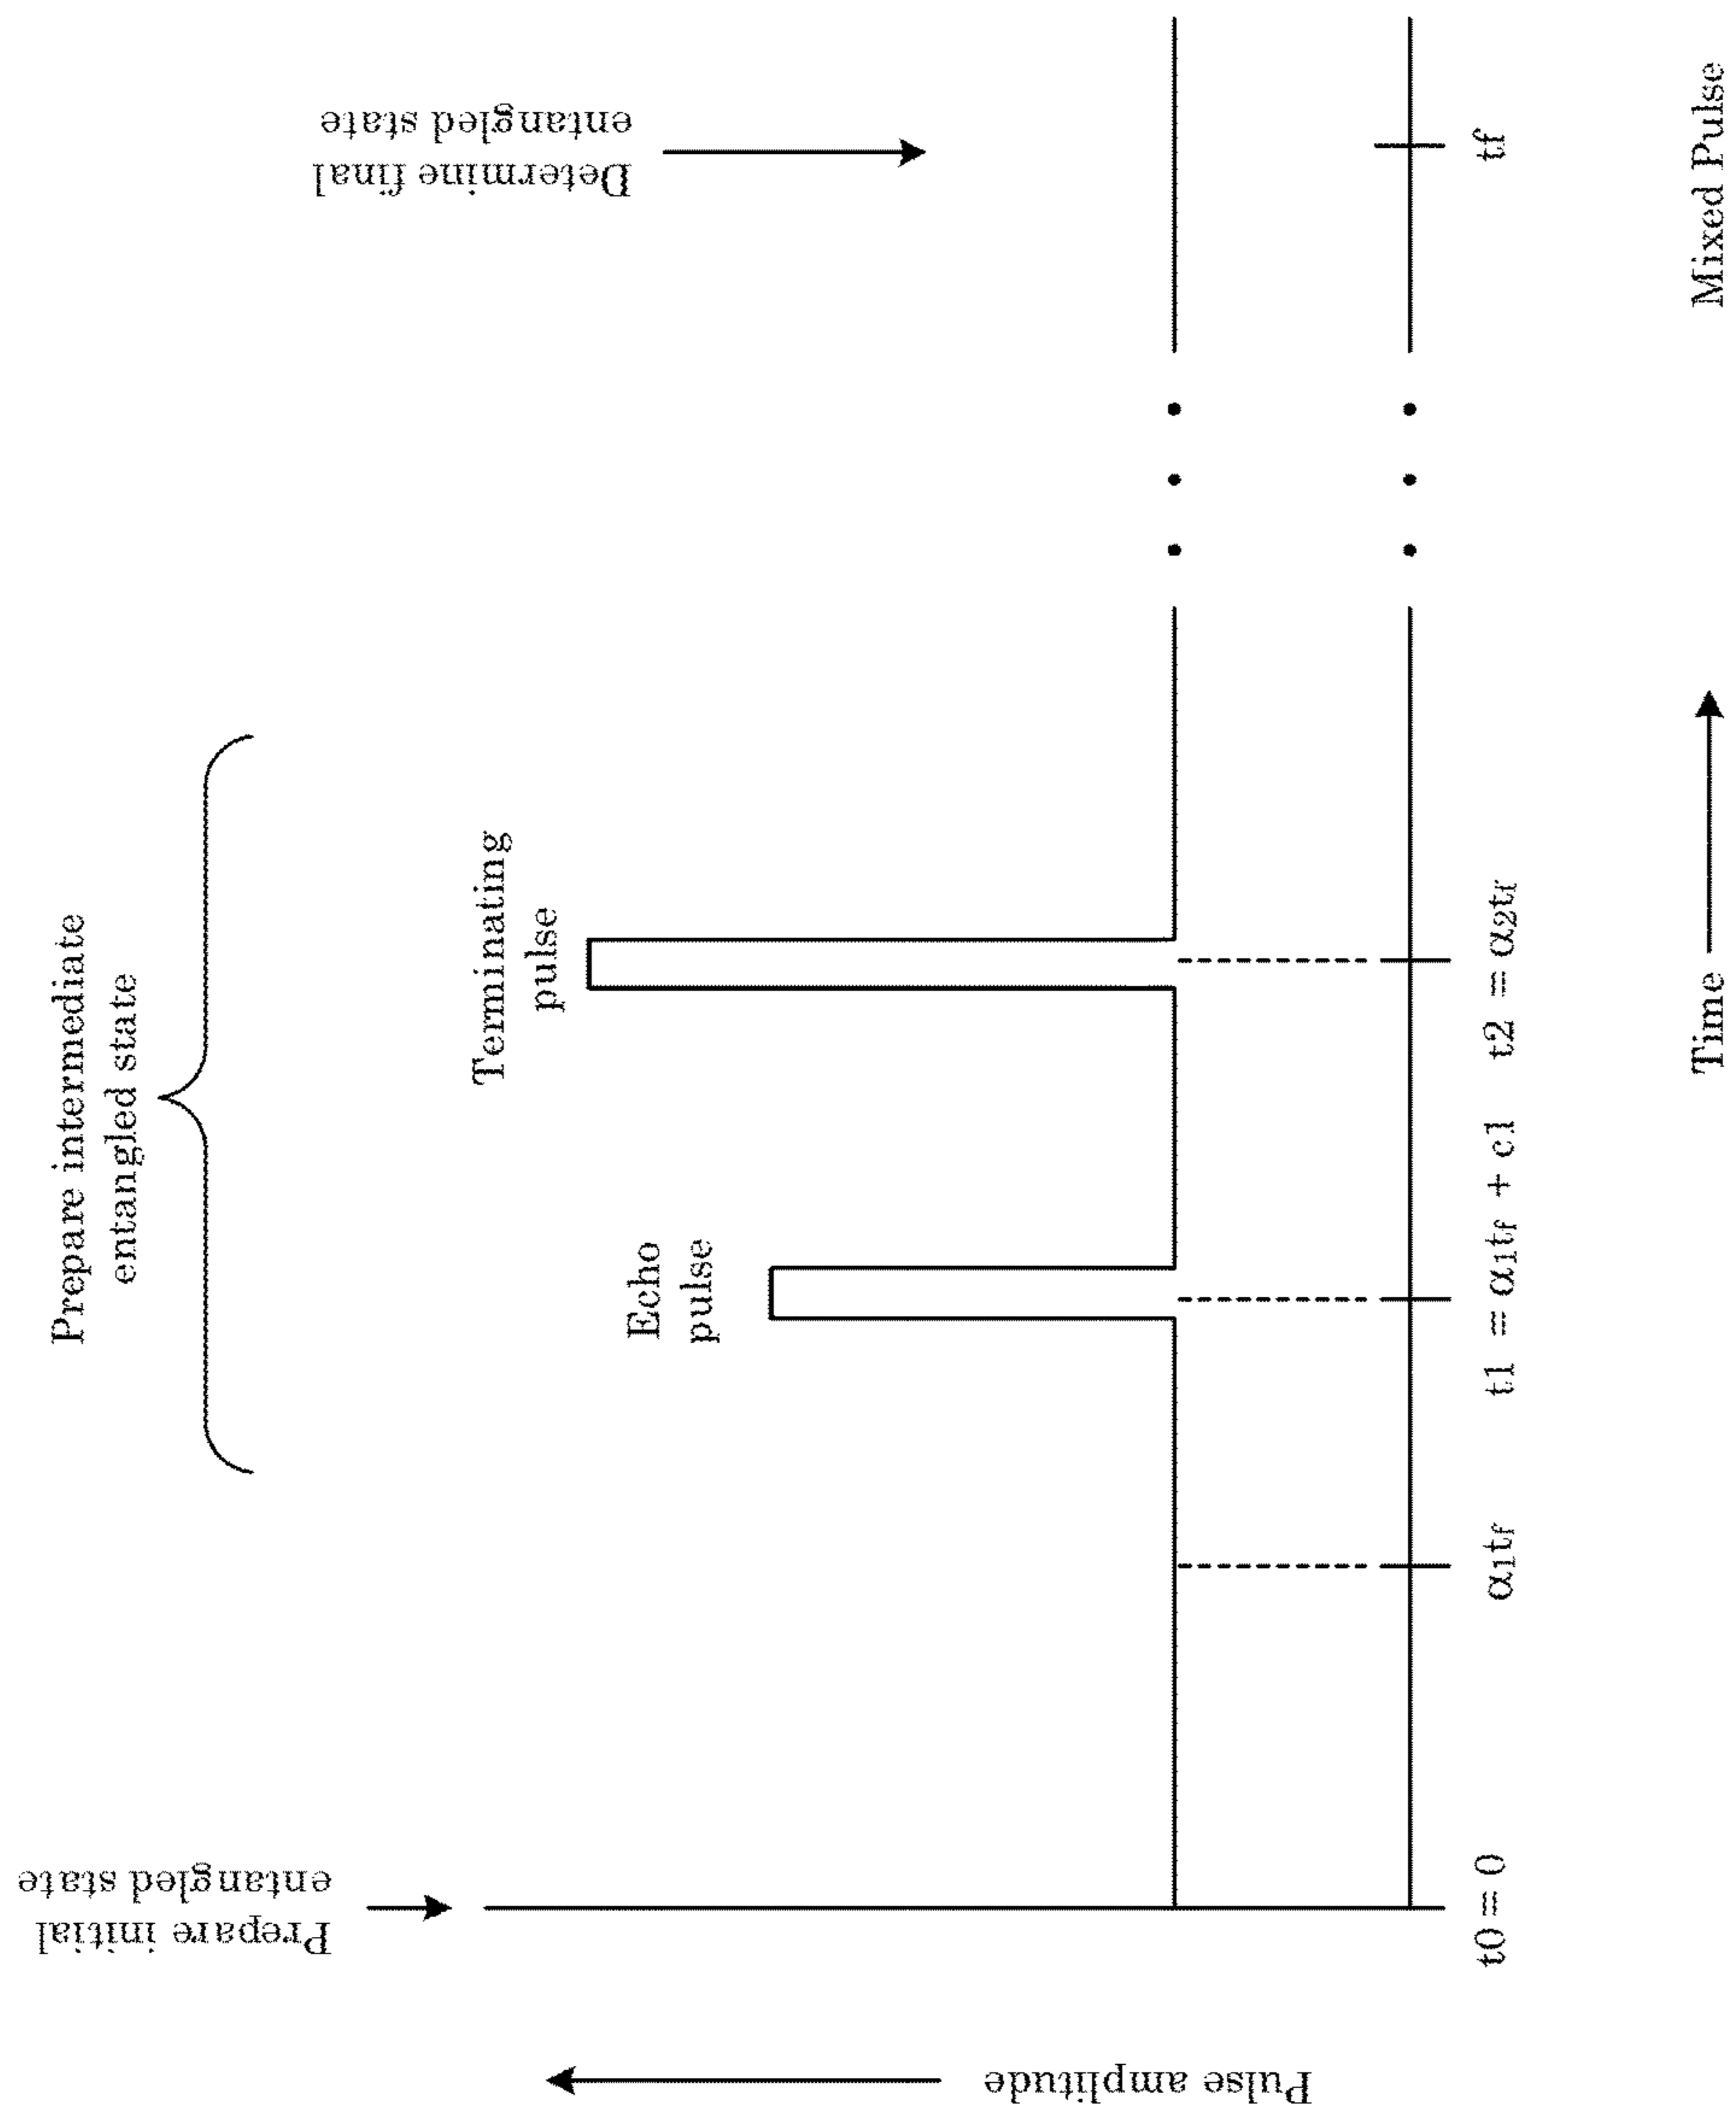 Prepare initial
entangled state
Prepare intermediate
entangled state
Determine final
entangled state
Echo
pulse
Terminating
pulse
Pulse amplitude
t0 = 0
α₁tf
t1 = α₁tf + c1
t2 = α₂tf
tf
Time
Mixed Pulse